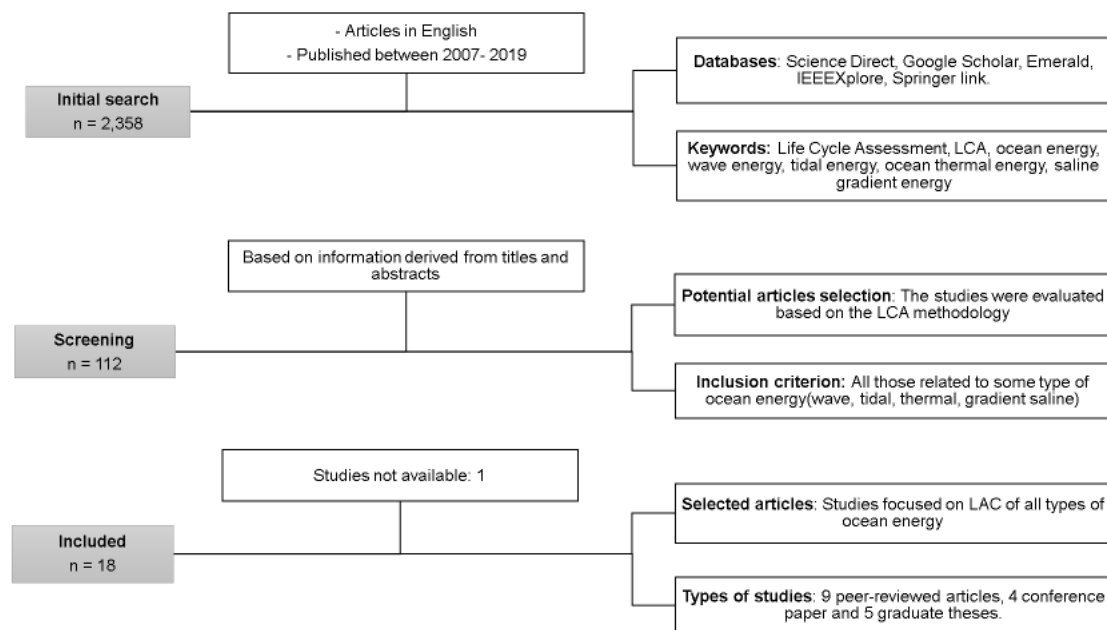 - Articles in English
- Published between 2007- 2019
Initial search
n = 2,358
Databases: Science Direct, Google Scholar, Emerald,
IEEEXplore, Springer link.
Keywords: Life Cycle Assessment, LCA, ocean energy,
wave energy, tidal energy, ocean thermal energy, saline
gradient energy
Based on information derived from titles and
abstracts
Screening
n = 112
Potential articles selection: The studies were evaluated
based on the LCA methodology
Inclusion criterion: All those related to some type of
ocean energy(wave, tidal, thermal, gradient saline)
Studies not available: 1
Included
n = 18
Selected articles: Studies focused on LAC of all types of
ocean energy
Types of studies: 9 peer-reviewed articles, 4 conference
paper and 5 graduate theses.